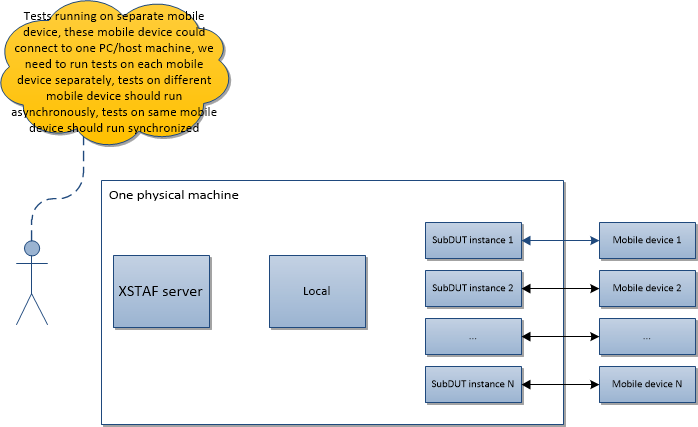 Tests running on separate mobile
device, these mobile device could
connect to one PC/host machine, we
need to run tests on each mobile
device separately, tests on different
mobile device should run
asynchronously, tests on same mobile
device should run synchronized
One physical machine
XSTAF server
Local
SubDUT instance 1
Mobile device 1
SubDUT instance 2
Mobile device 2
...
...
SubDUT instance N
Mobile device N